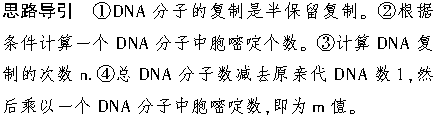 思路导引 ①DNA 分子的复制是半保留复制。②根据
条件计算一个 DNA 分子中胞嘧啶个数。③计算 DNA 复
制的次数 n.④总 DNA 分子数减去原亲代 DNA 数 1,然
后乘以一个 DNA 分子中胞嘧啶数,即为 m 值。